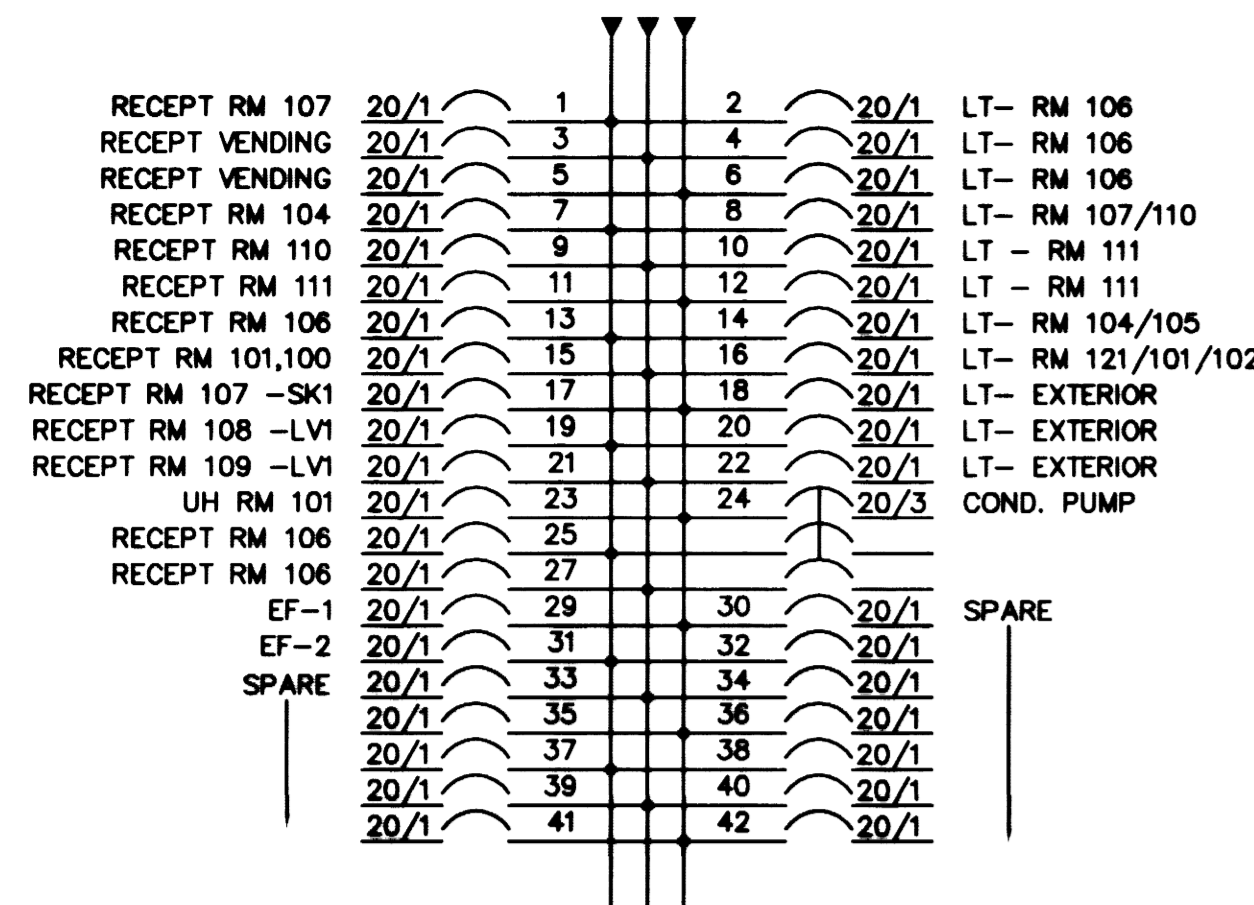 RECEPT RM 107 20/1 1 2 20/1 LT- RM 106
RECEPT VENDING 20/1 3 4 20/1 LT- RM 106
RECEPT VENDING 20/1 5 6 20/1 LT- RM 106
RECEPT RM 104 20/1 7 8 20/1 LT- RM 107/110
RECEPT RM 110 20/1 9 10 20/1 LT - RM 111
RECEPT RM 111 20/1 11 12 20/1 LT - RM 111
RECEPT RM 106 20/1 13 14 20/1 LT- RM 104/105
RECEPT RM 101,100 20/1 15 16 20/1 LT- RM 121/101/102
RECEPT RM 107 -SK1 20/1 17 18 20/1 LT- EXTERIOR
RECEPT RM 108 -LV1 20/1 19 20 20/1 LT- EXTERIOR
RECEPT RM 109 -LV1 20/1 21 22 20/1 LT- EXTERIOR
UH RM 101 20/1 23 24 20/3 COND. PUMP
RECEPT RM 106 20/1 25
RECEPT RM 106 20/1 27
EF-1 20/1 29 30 20/1 SPARE
EF-2 20/1 31 32 20/1
SPARE 20/1 33 34 20/1
20/1 35 36 20/1
20/1 37 38 20/1
20/1 39 40 20/1
20/1 41 42 20/1